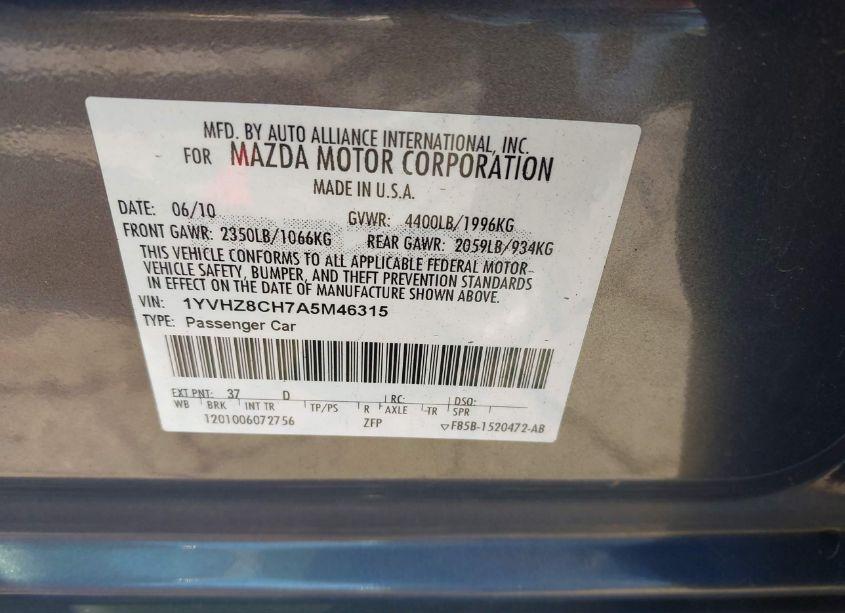 MFD. BY AUTO ALLIANCE INTERNATIONAL, INC.
FOR MAZDA MOTOR CORPORATION
MADE IN U.S.A.
DATE: 06/10 GVWR: 4400LB/1996KG
FRONT GAWR: 2350LB/1066KG REAR GAWR: 2059LB/934KG
THIS VEHICLE CONFORMS TO ALL APPLICABLE FEDERAL MOTOR
VEHICLE SAFETY, BUMPER, AND THEFT PREVENTION STANDARDS
IN EFFECT ON THE DATE OF MANUFACTURE SHOWN ABOVE.
VIN: 1YVHZ8CH7A5M46315
TYPE: Passenger Car
EXT PNT: 37 D RC: DSO:
WB BRK INT TR TP/PS R AXLE TR SPR
1201006072756 ZFP F85B-1520472-AB